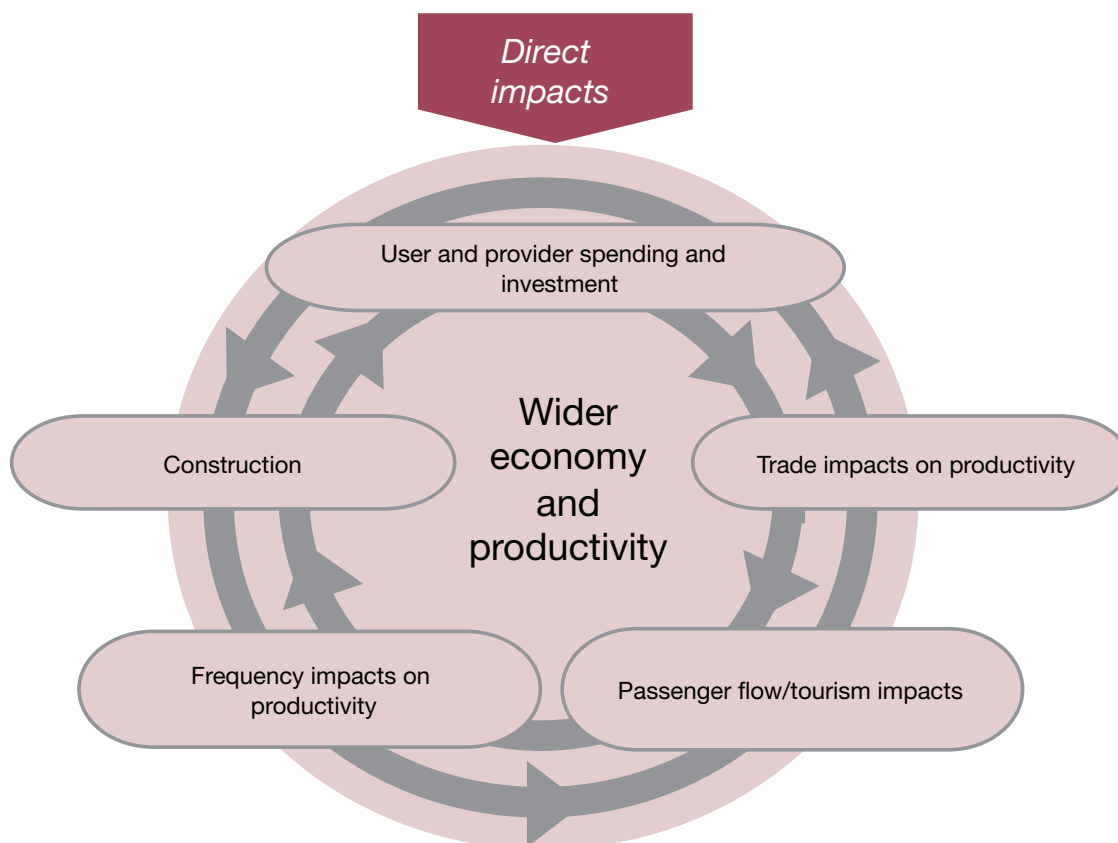 Direct
impacts
User and provider spending and
investment
Wider
economy
and
productivity
Construction
Trade impacts on productivity
Frequency impacts on
productivity
Passenger flow/tourism impacts